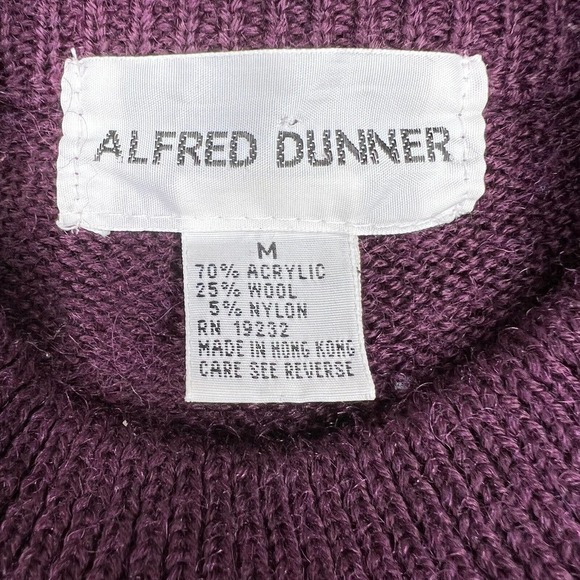 ALFRED DUNNER
M
70% ACRYLIC
25% WOOL
5% NYLON
RN 19232
MADE IN HONG KONG
CARE SEE REVERSE